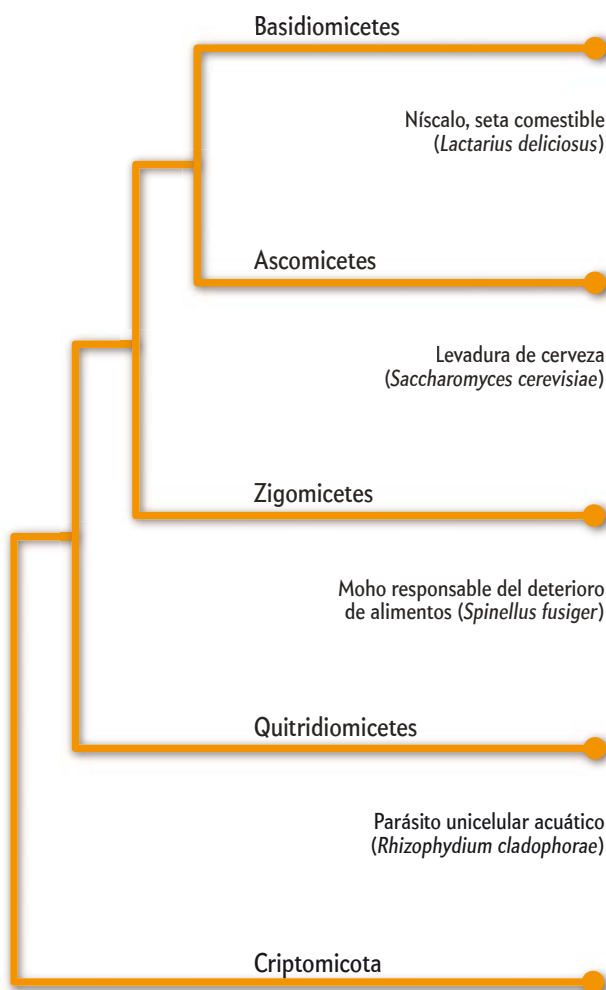 Basidiomicetes
Níscalo, seta comestible
(Lactarius deliciosus)
Ascomicetes
Levadura de cerveza
(Saccharomyces cerevisiae)
Zigomicetes
Moho responsable del deterioro
de alimentos (Spinellus fusiger)
Quitridiomicetes
Parásito unicelular acuático
(Rhizophydium cladophorae)
Criptomicota